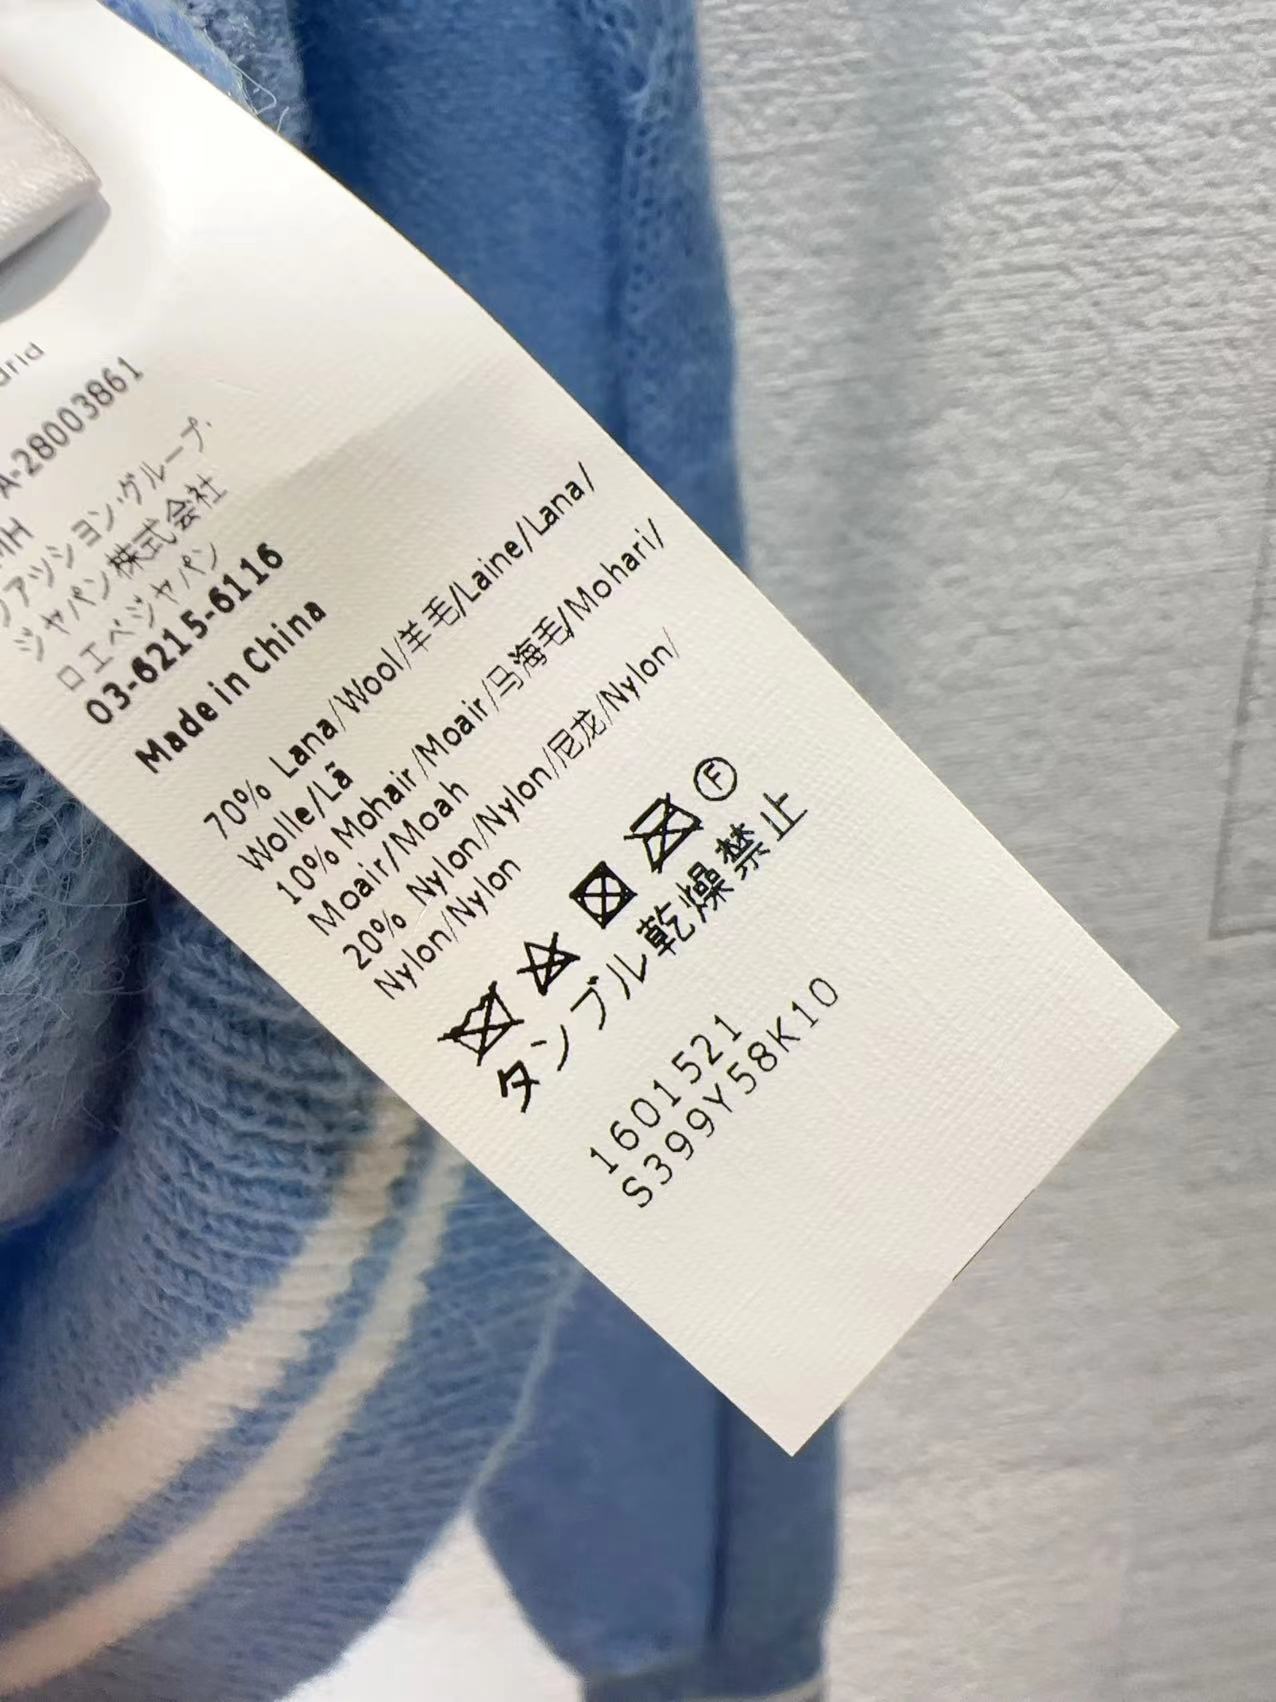 A-28003861
ファッション・グループ・
ジャパン株式会社
ロエベジャパン
03-6215-6116
Made in China
70% Lana/Wool/羊毛/Laine/Lana/
Wolle/Lã
10% Mohair/Moair/马海毛/Mohari/
Moair/Moah
20% Nylon/Nylon/尼龙/Nylon/
Nylon/Nylon
F
タンブル乾燥禁止
1601521
S399Y58K10